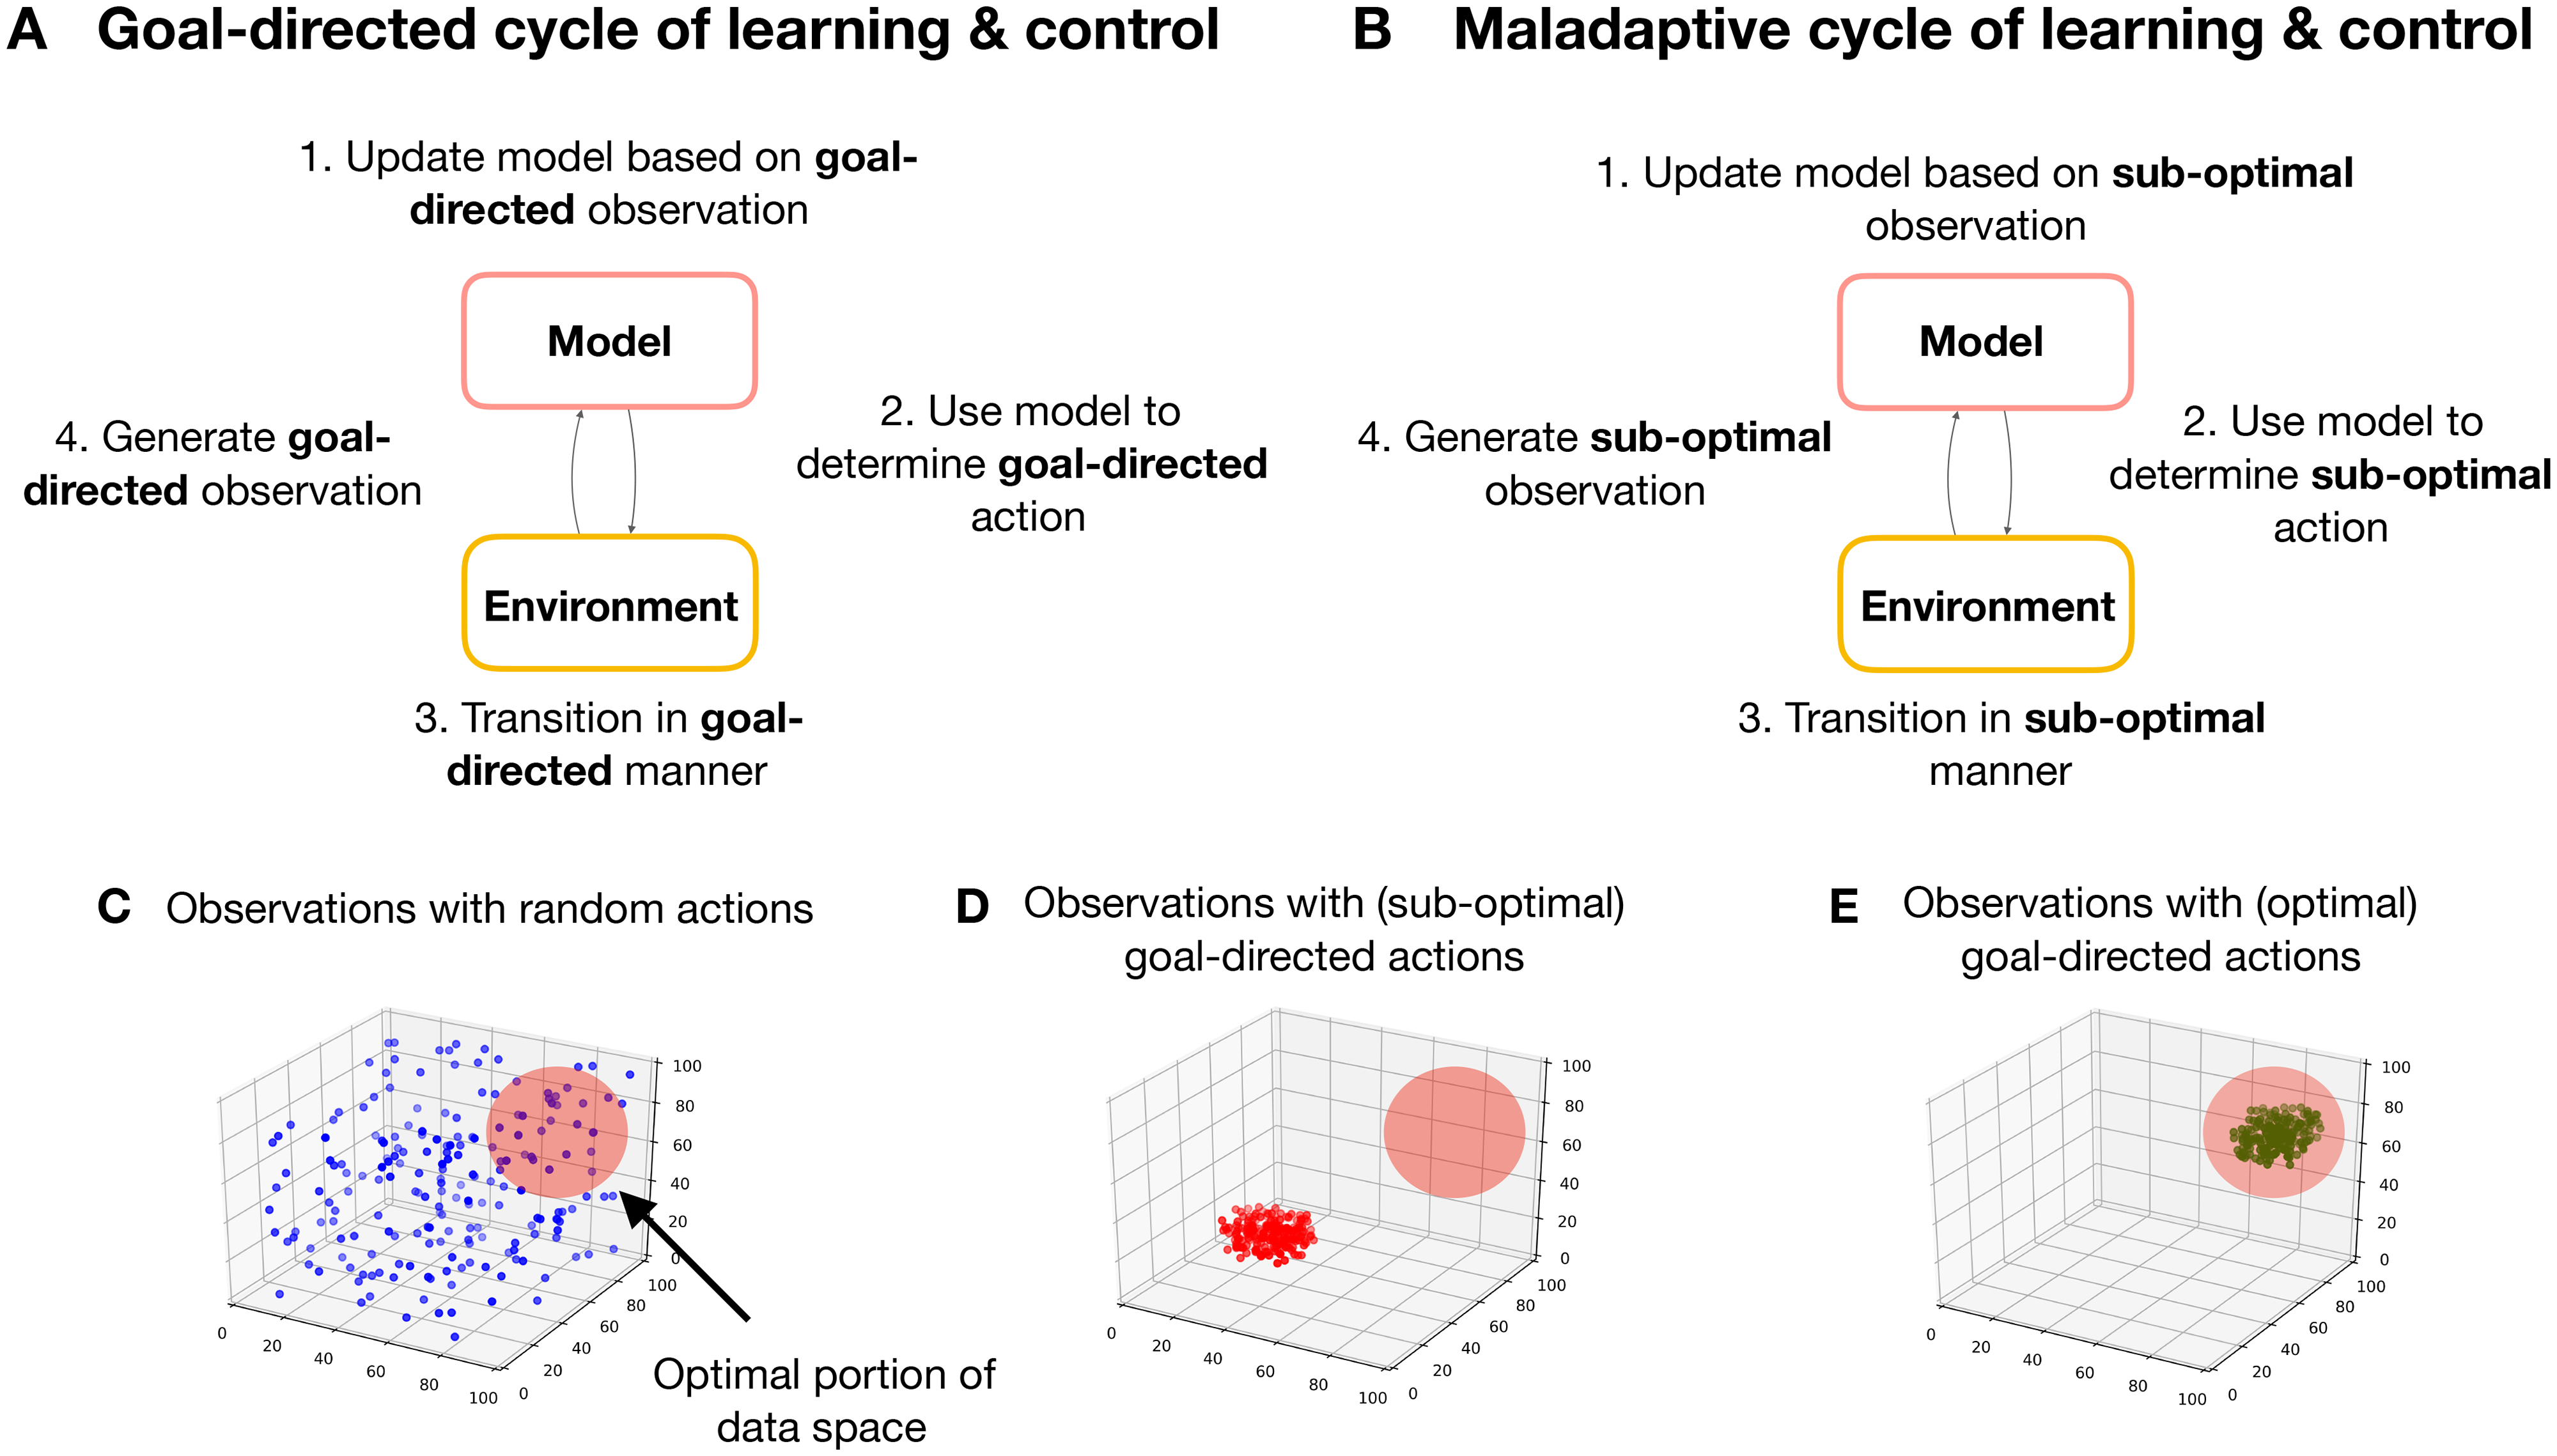 A Goal-directed cycle of learning & control
1. Update model based on goal-
directed observation
Model
4. Generate goal-
directed observation
2. Use model to
determine goal-directed
action
Environment
3. Transition in goal-
directed manner
B Maladaptive cycle of learning & control
1. Update model based on sub-optimal
observation
Model
4. Generate sub-optimal
observation
2. Use model to
determine sub-optimal
action
Environment
3. Transition in sub-optimal
manner
C Observations with random actions
100
80
60
40
20
0
100
80
60
40
20
0
0
20
40
60
80
100
Optimal portion of
data space
D Observations with (sub-optimal)
goal-directed actions
100
80
60
40
20
0
100
80
60
40
20
0
0
20
40
60
80
100
E Observations with (optimal)
goal-directed actions
100
80
60
40
20
0
100
80
60
40
20
0
0
20
40
60
80
100